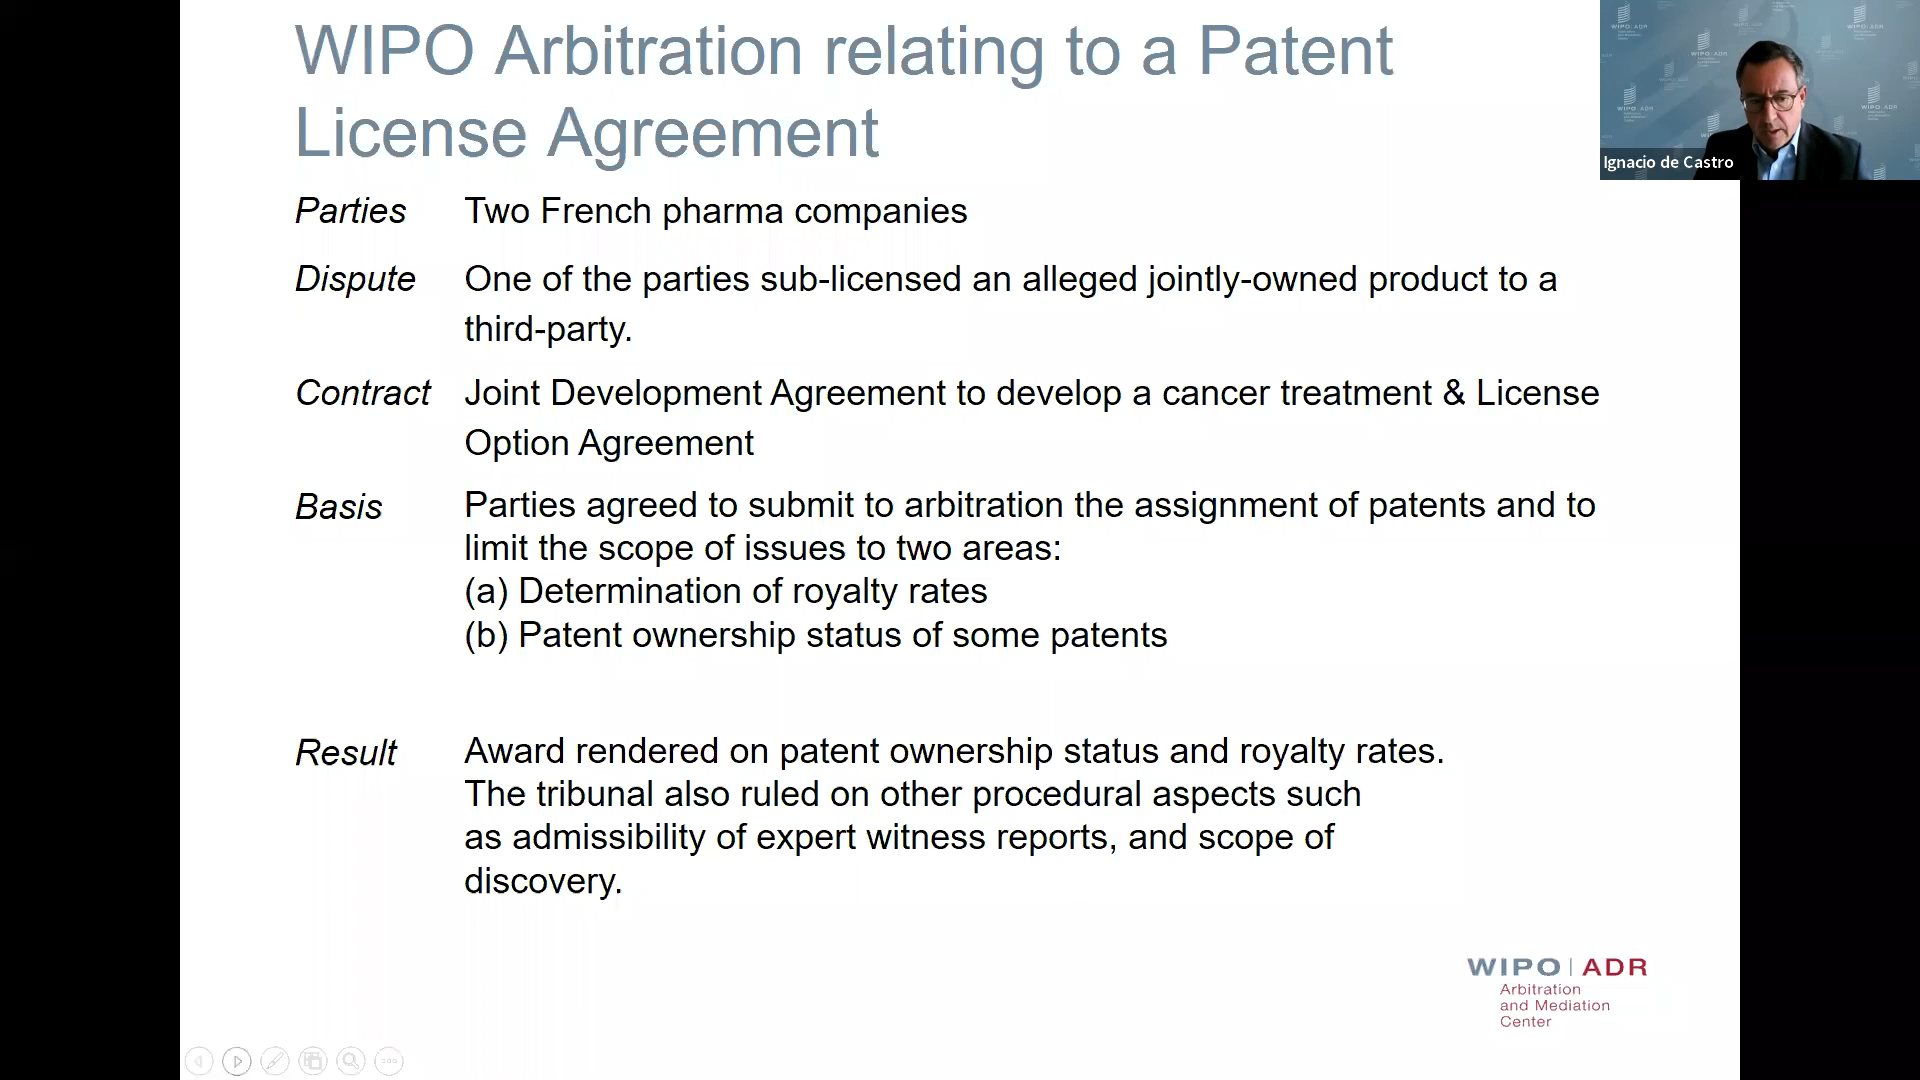 WIPO Arbitration relating to a Patent
License Agreement
Parties Two French pharma companies
Dispute One of the parties sub-licensed an alleged jointly-owned product to a
third-party.
Contract Joint Development Agreement to develop a cancer treatment & License
Option Agreement
Basis Parties agreed to submit to arbitration the assignment of patents and to
limit the scope of issues to two areas:
(a) Determination of royalty rates
(b) Patent ownership status of some patents
Result Award rendered on patent ownership status and royalty rates.
The tribunal also ruled on other procedural aspects such
as admissibility of expert witness reports, and scope of
discovery.
WIPO | ADR
Arbitration
and Mediation
Center
Ignacio de Castro